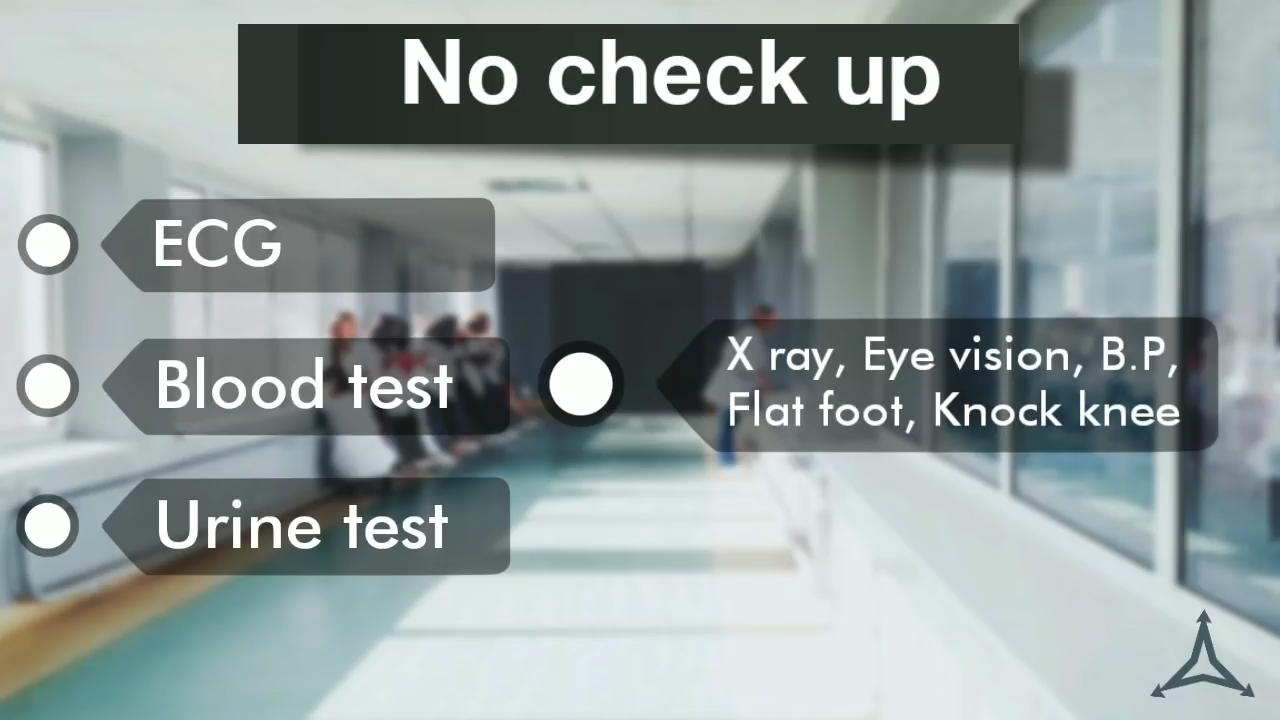 No check up
ECG
Blood test
Urine test
X ray, Eye vision, B.P,
Flat foot, Knock knee